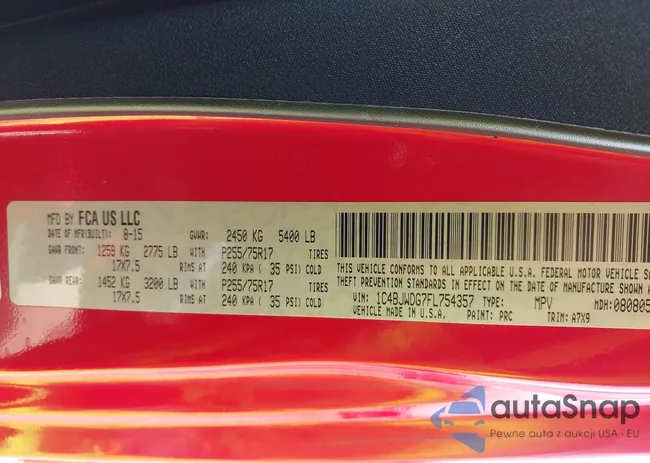 MFD BY FCA US LLC
DATE OF MFR(BUILT): 8-15 GVWR: 2450 KG 5400 LB
GAWR FRONT: 1259 KG 2775 LB WITH P255/75R17 TIRES
17X7.5 RIMS AT 240 KPA ( 35 PSI) COLD
GAWR REAR: 1452 KG 3200 LB WITH P255/75R17 TIRES
17X7.5 RIMS AT 240 KPA ( 35 PSI) COLD
THIS VEHICLE CONFORMS TO ALL APPLICABLE U.S.A. FEDERAL MOTOR VEHICLE
THEFT PREVENTION STANDARDS IN EFFECT ON THE DATE OF MANUFACTURE SHOWN
VIN: 1C4BJWDG7FL754357 TYPE: MPV MDH: 080805
VEHICLE MADE IN U.S.A. PAINT: PRC TRIM: A7X9
autaSnap
Pewne auta z aukcji USA i EU